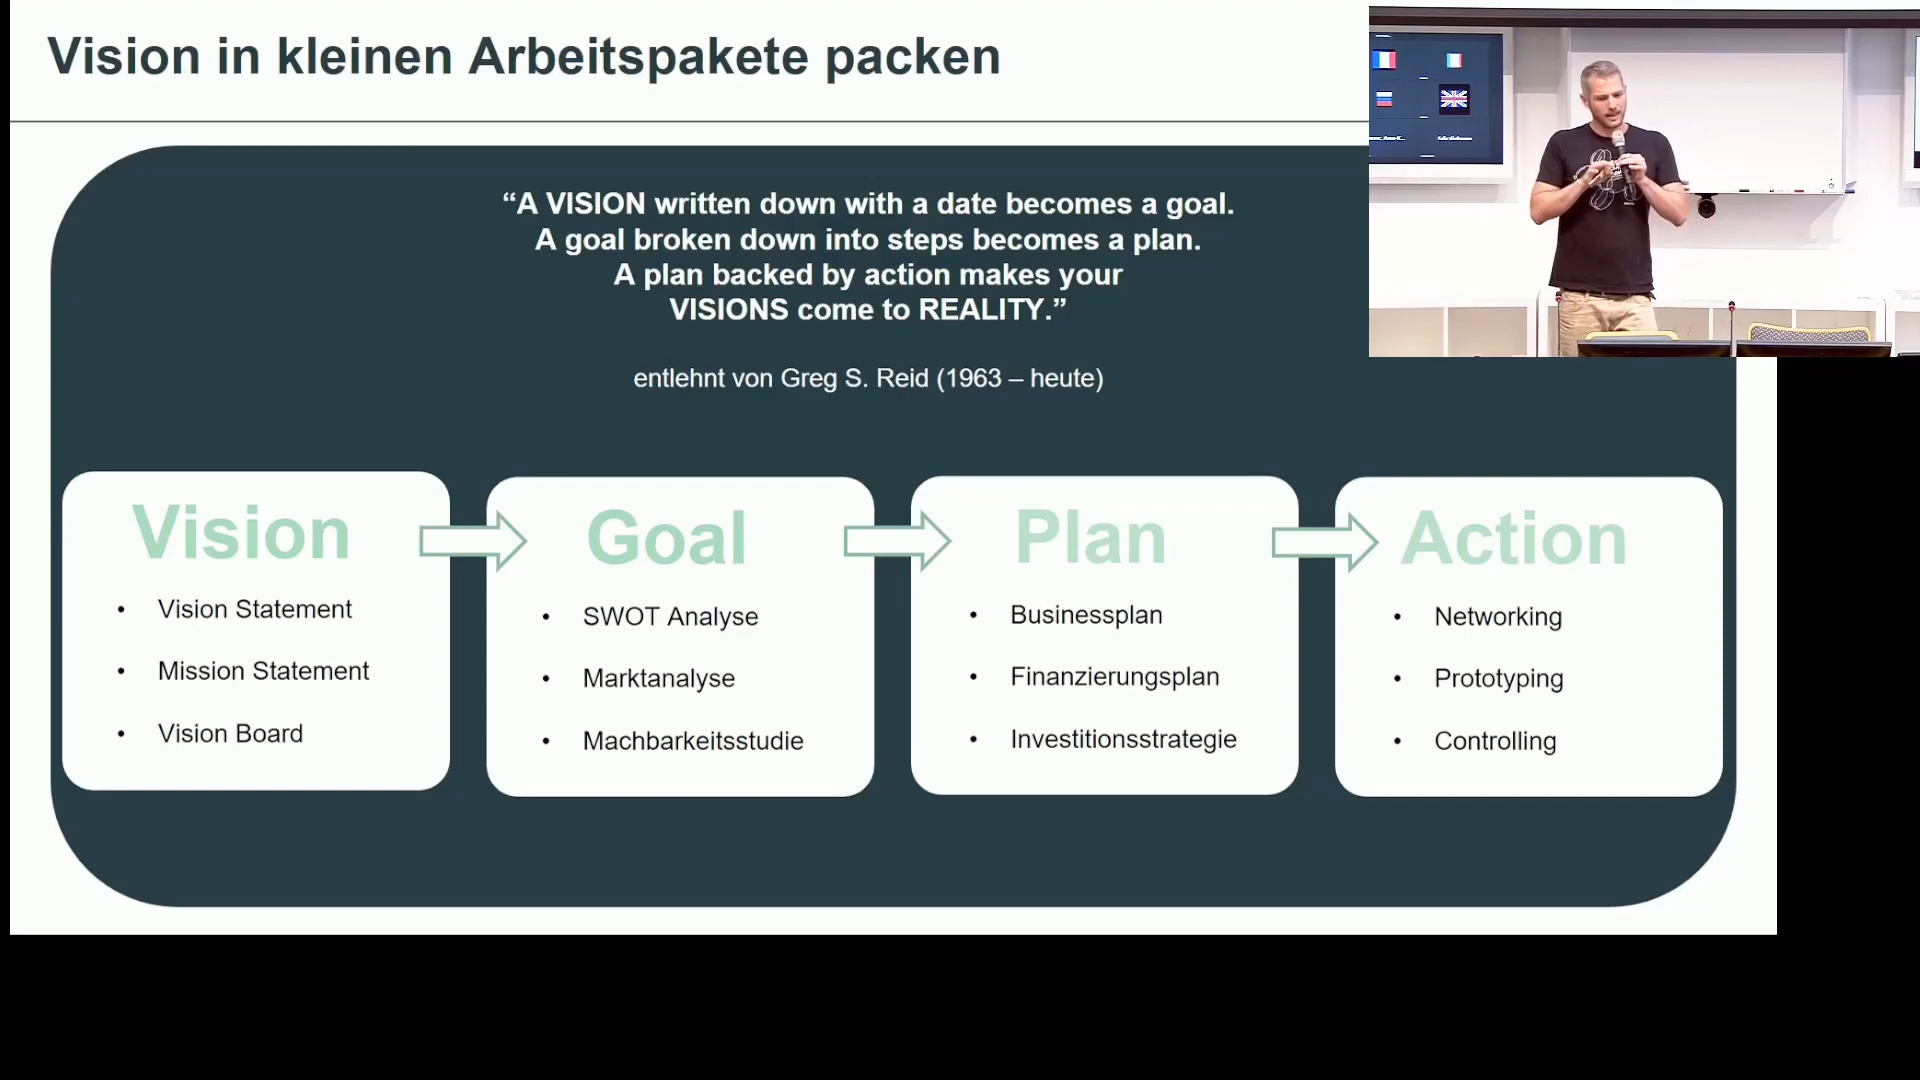 Vision in kleinen Arbeitspakete packen
“A VISION written down with a date becomes a goal.
A goal broken down into steps becomes a plan.
A plan backed by action makes your
VISIONS come to REALITY.”
entlehnt von Greg S. Reid (1963 – heute)
Vision
• Vision Statement
• Mission Statement
• Vision Board
Goal
• SWOT Analyse
• Marktanalyse
• Machbarkeitsstudie
Plan
• Businessplan
• Finanzierungsplan
• Investitionsstrategie
Action
• Networking
• Prototyping
• Controlling